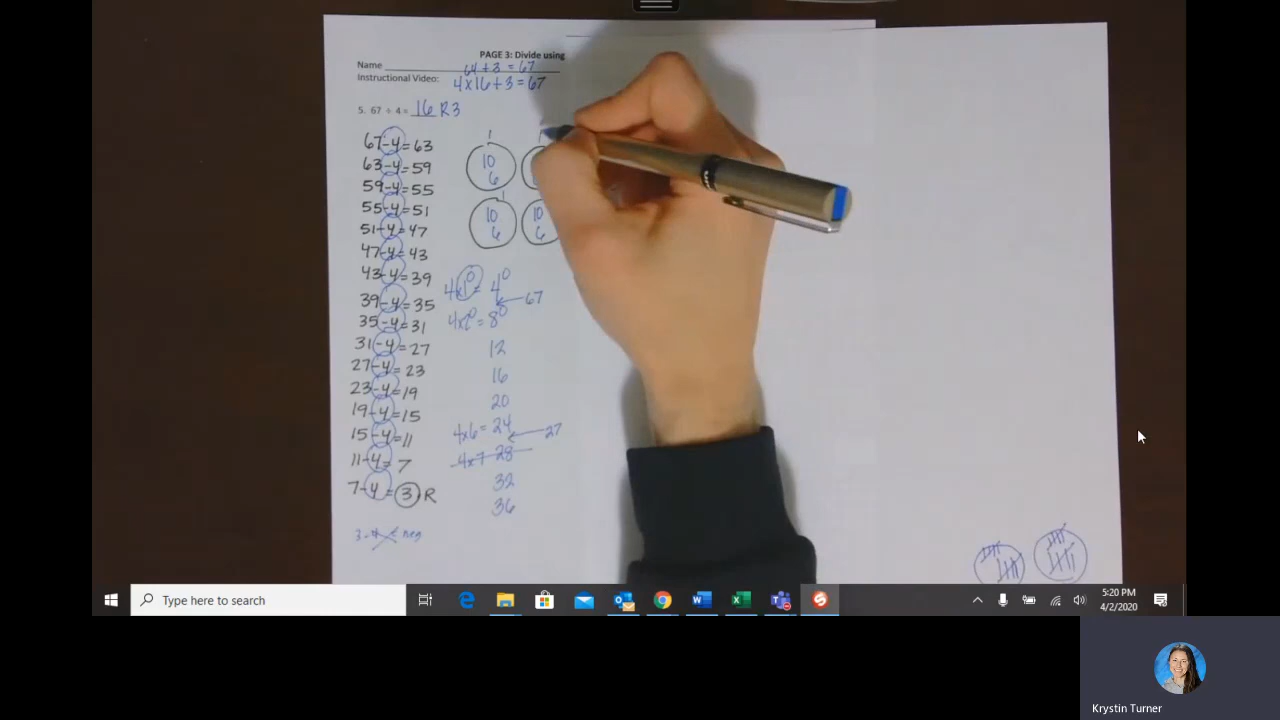 PAGE 3: Divide using
Name
64 + 3 = 67
Instructional Video:
4x16+3=67
5. 67 ÷ 4 = 16 R3
67-4=63
63-4=59
59-4=55
55-4=51
51-4=47
47-4=43
43-4=39
39-4=35
35-4=31
31-4=27
27-4=23
23-4=19
19-4=15
15-4=11
11-4=7
7-4=3 R
3-4
neg
1
1
10
6
1
10
6
10
6
4x10=40
67
4x20=80
12
16
20
4x6=24
27
4x7 28
32
36
Type here to search
5:20 PM
4/2/2020
Krystin Turner